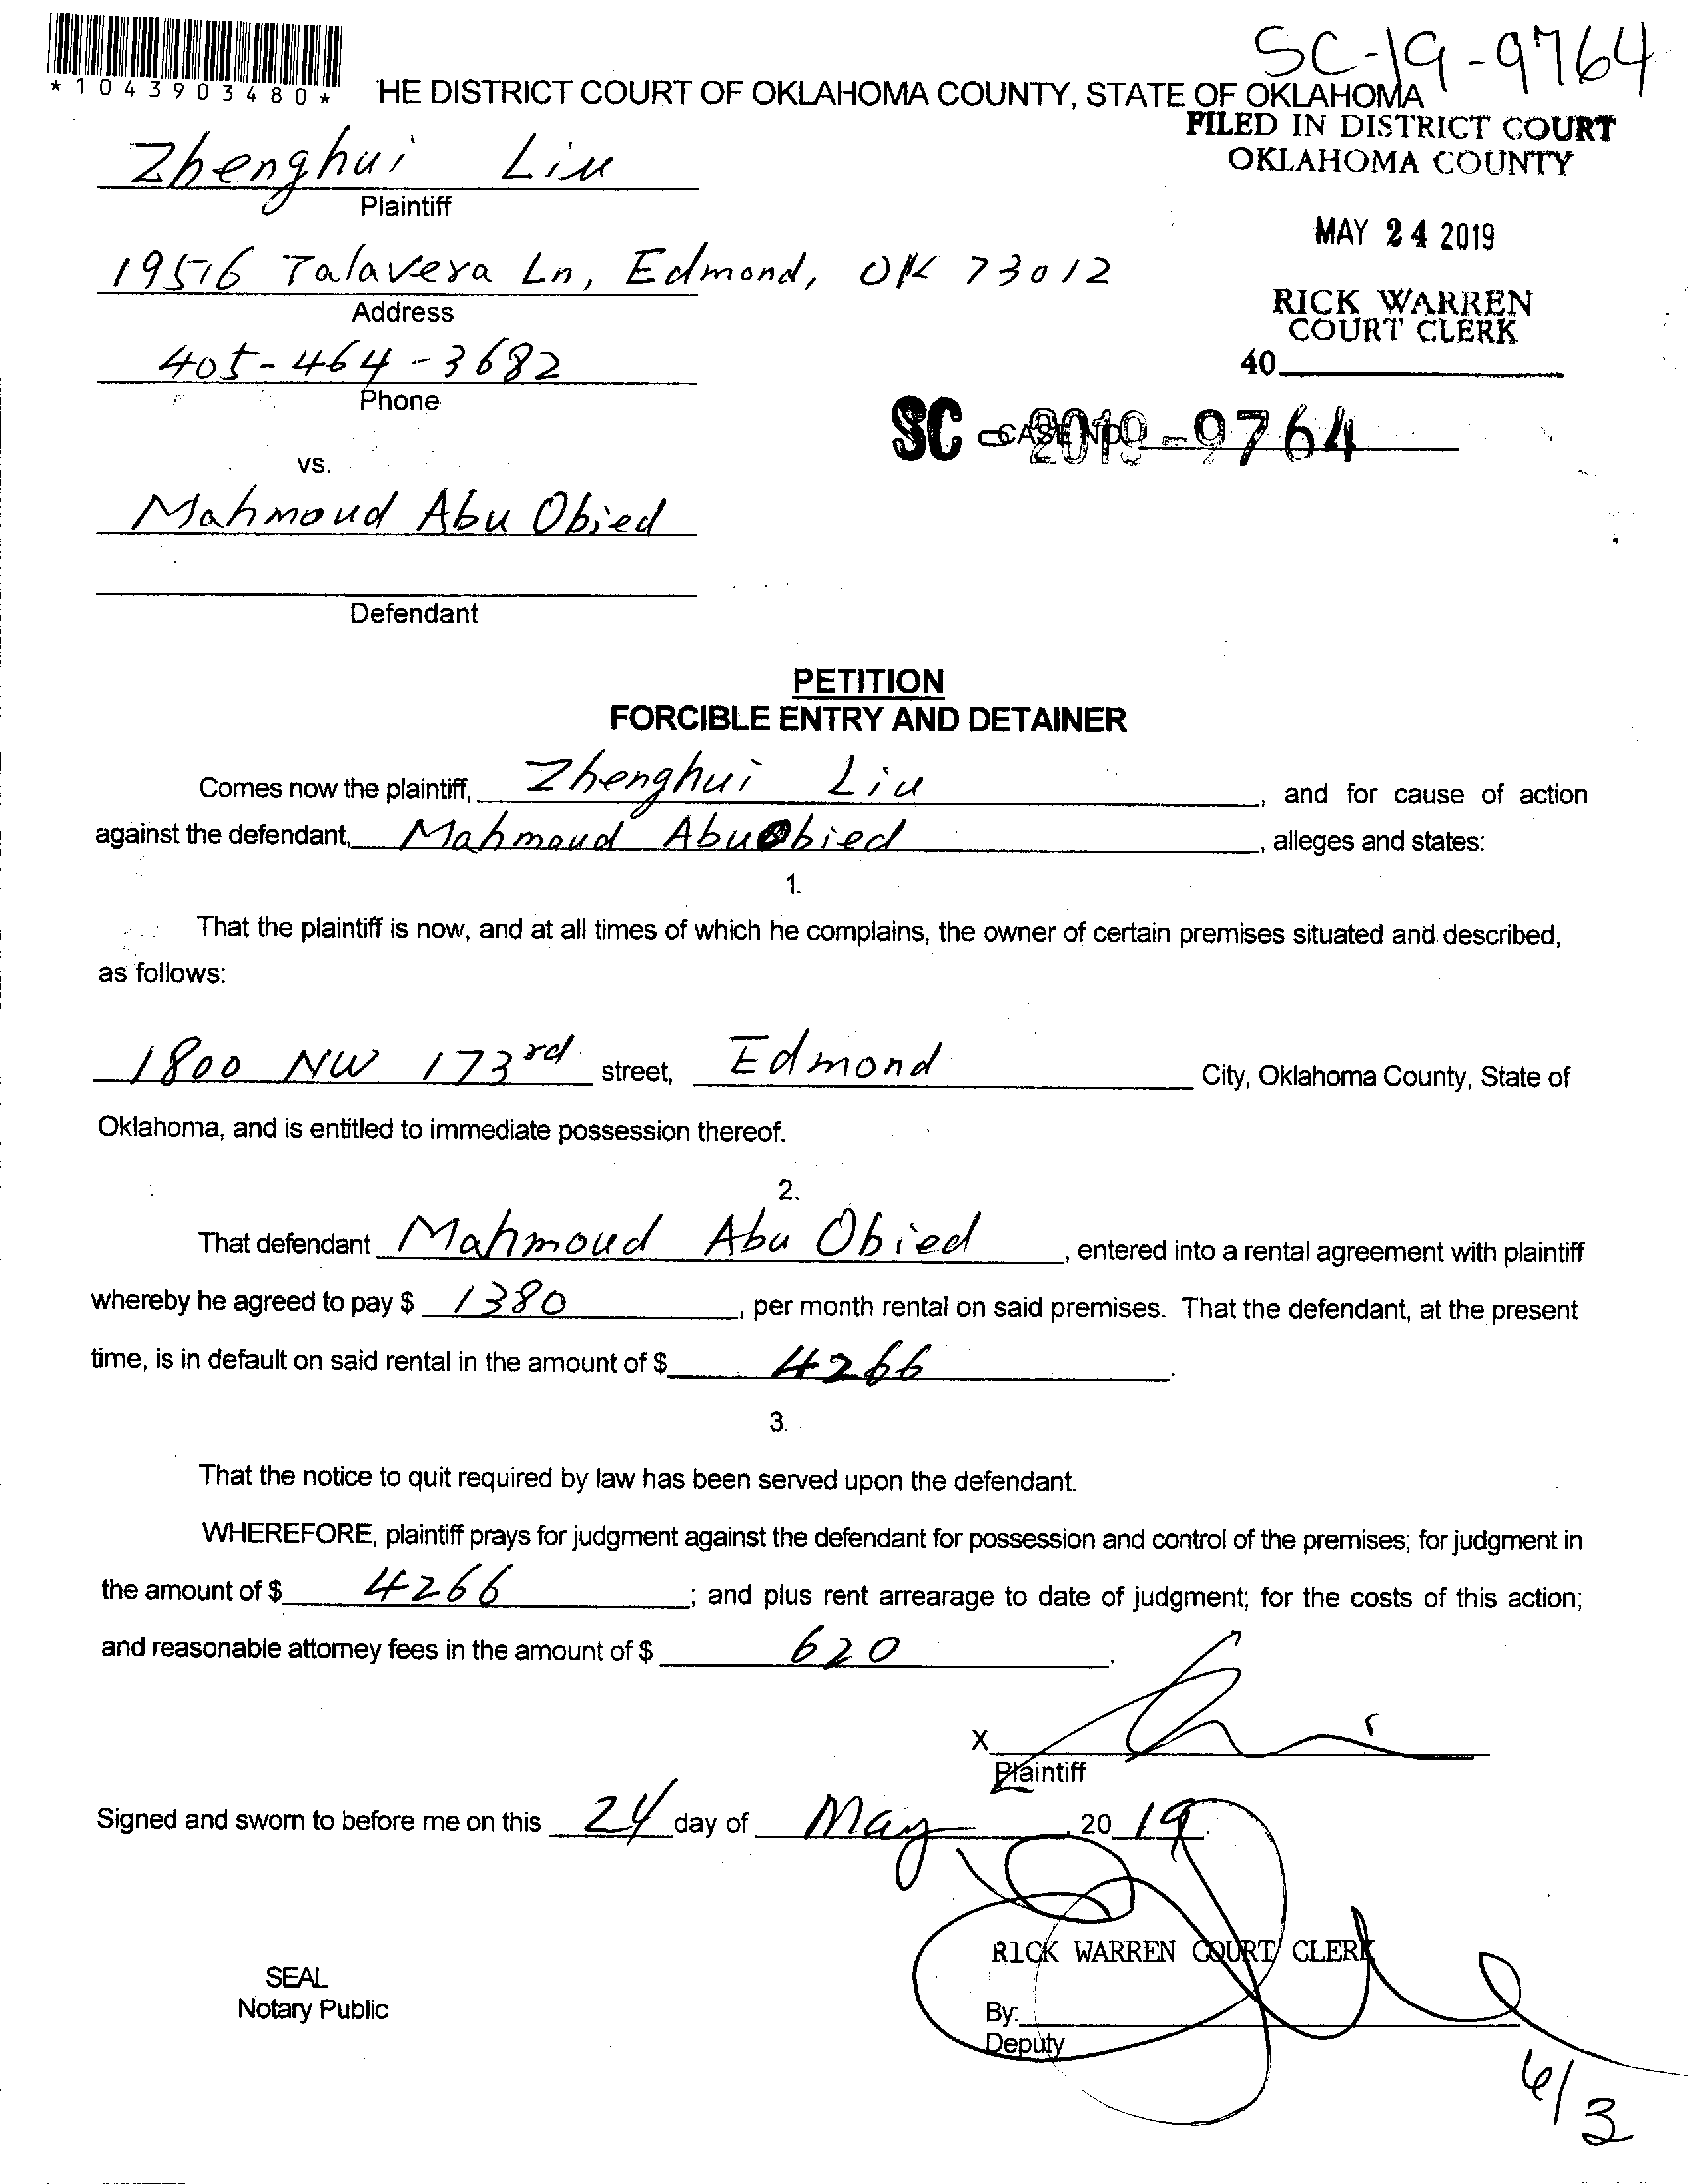 SC-19-9764
*1043903480*
HE DISTRICT COURT OF OKLAHOMA COUNTY, STATE OF OKLAHOMA
FILED IN DISTRICT COURT
OKLAHOMA COUNTY
Zhenghui Liu
Plaintiff
MAY 24 2019
19516 Talavera Ln, Edmond, OK 73012
Address
RICK WARREN
COURT CLERK
405-464-3682
Phone
40
SC-2019-9764
CASE NO.
vs.
Mahmoud Abu Obied
Defendant
PETITION
FORCIBLE ENTRY AND DETAINER
Comes now the plaintiff, Zhenghui Liu, and for cause of action
against the defendant, Mahmoud Abu Obied, alleges and states:
1.
That the plaintiff is now, and at all times of which he complains, the owner of certain premises situated and described,
as follows:
1800 NW 173rd street, Edmond City, Oklahoma County, State of
Oklahoma, and is entitled to immediate possession thereof.
2.
That defendant Mahmoud Abu Obied, entered into a rental agreement with plaintiff
whereby he agreed to pay $ 1380, per month rental on said premises. That the defendant, at the present
time, is in default on said rental in the amount of $ 4266.
3.
That the notice to quit required by law has been served upon the defendant.
WHEREFORE, plaintiff prays for judgment against the defendant for possession and control of the premises; for judgment in
the amount of $ 4266; and plus rent arrearage to date of judgment; for the costs of this action;
and reasonable attorney fees in the amount of $ 620.
X
Plaintiff
Signed and sworn to before me on this 24 day of May, 2019.
RICK WARREN COURT CLERK
SEAL
Notary Public
By:
Deputy
6/3